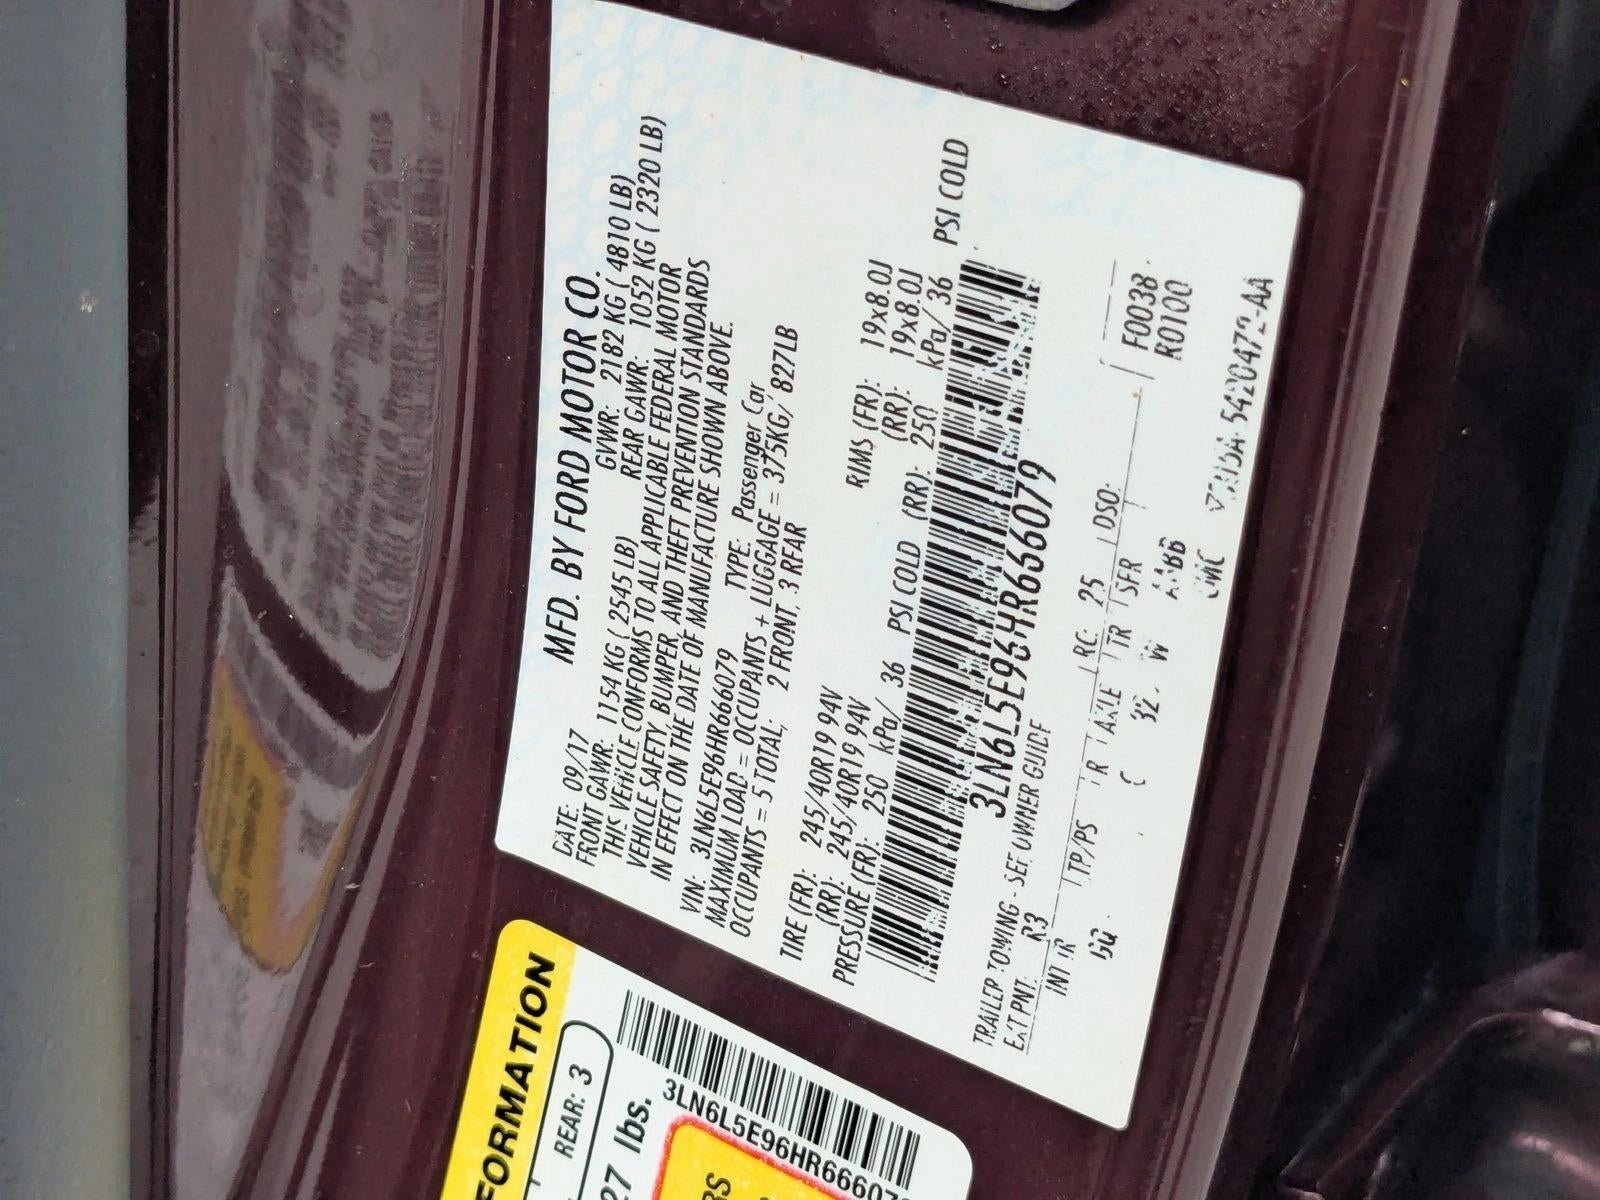 MFD. BY FORD MOTOR CO.
DATE: 09/17 GVWR: 2182 KG ( 4810 LB)
FRONT GAWR: 1154 KG ( 2545 LB) REAR GAWR: 1052 KG ( 2320 LB)
THIS VEHICLE CONFORMS TO ALL APPLICABLE FEDERAL MOTOR
VEHICLE SAFETY, BUMPER, AND THEFT PREVENTION STANDARDS
IN EFFECT ON THE DATE OF MANUFACTURE SHOWN ABOVE.
VIN: 3LN6L5E96HR666079 TYPE: Passenger Car
MAXIMUM LOAD = OCCUPANTS + LUGGAGE = 375KG/ 827LB
OCCUPANTS = 5 TOTAL; 2 FRONT, 3 REAR
TIRE (FR): 245/40R19 94V RIMS (FR): 19x8.0J
(RR): 245/40R19 94V (RR): 19x8.0J
PRESSURE (FR): 250 kPa/ 36 PSI COLD (RR): 250 kPa/ 36 PSI COLD
3LN6L5E96HR666079
TRAILER TOWING - SEE OWNER GUIDE
EXT PNT: R3 RC: 25 DSO: F0038
R0100
INT TR TP/PS R AXLE TR SFR
32 W
5420472-AA
FORMATION
REAR: 3
27 lbs.
3LN6L5E96HR66607